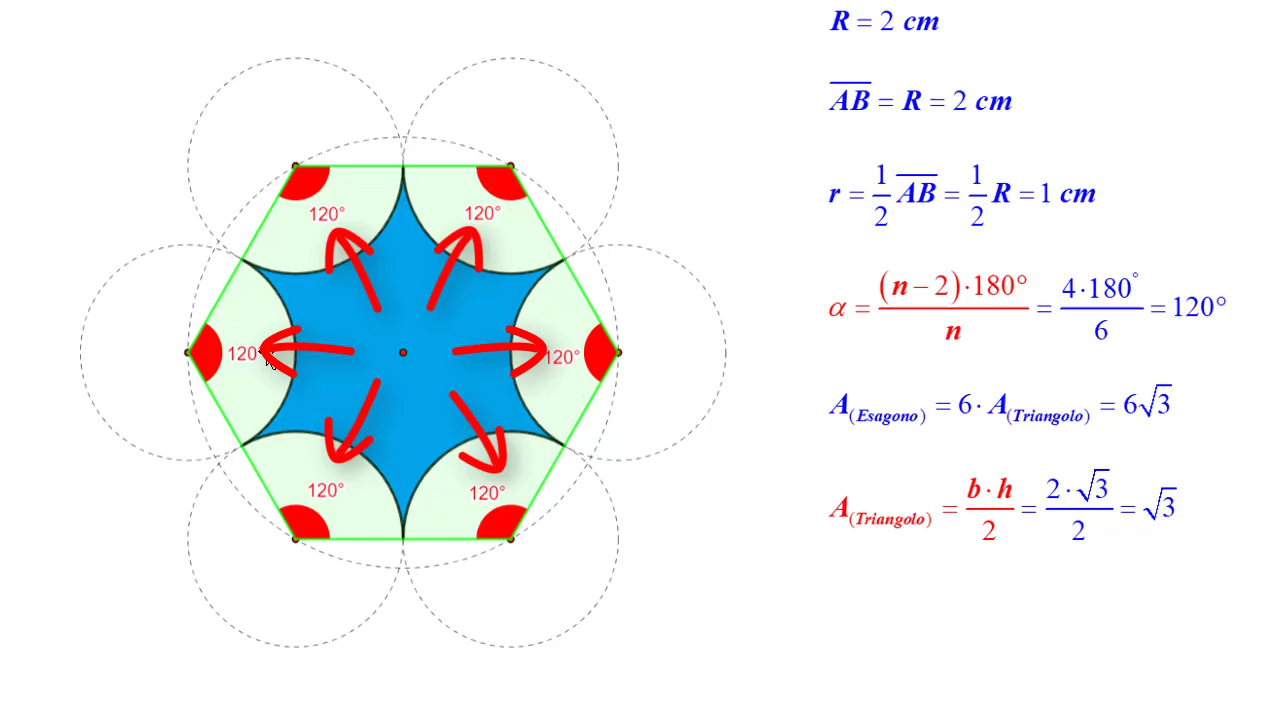 R = 2 cm
AB = R = 2 cm
r = 1/2 AB = 1/2 R = 1 cm
α = (n − 2)·180° / n = 4·180° / 6 = 120°
A(Esagono) = 6· A(Triangolo) = 6√3
A(Triangolo) = b · h / 2 = 2·√3 / 2 = √3
120° 120°
120 120°
120° 120°